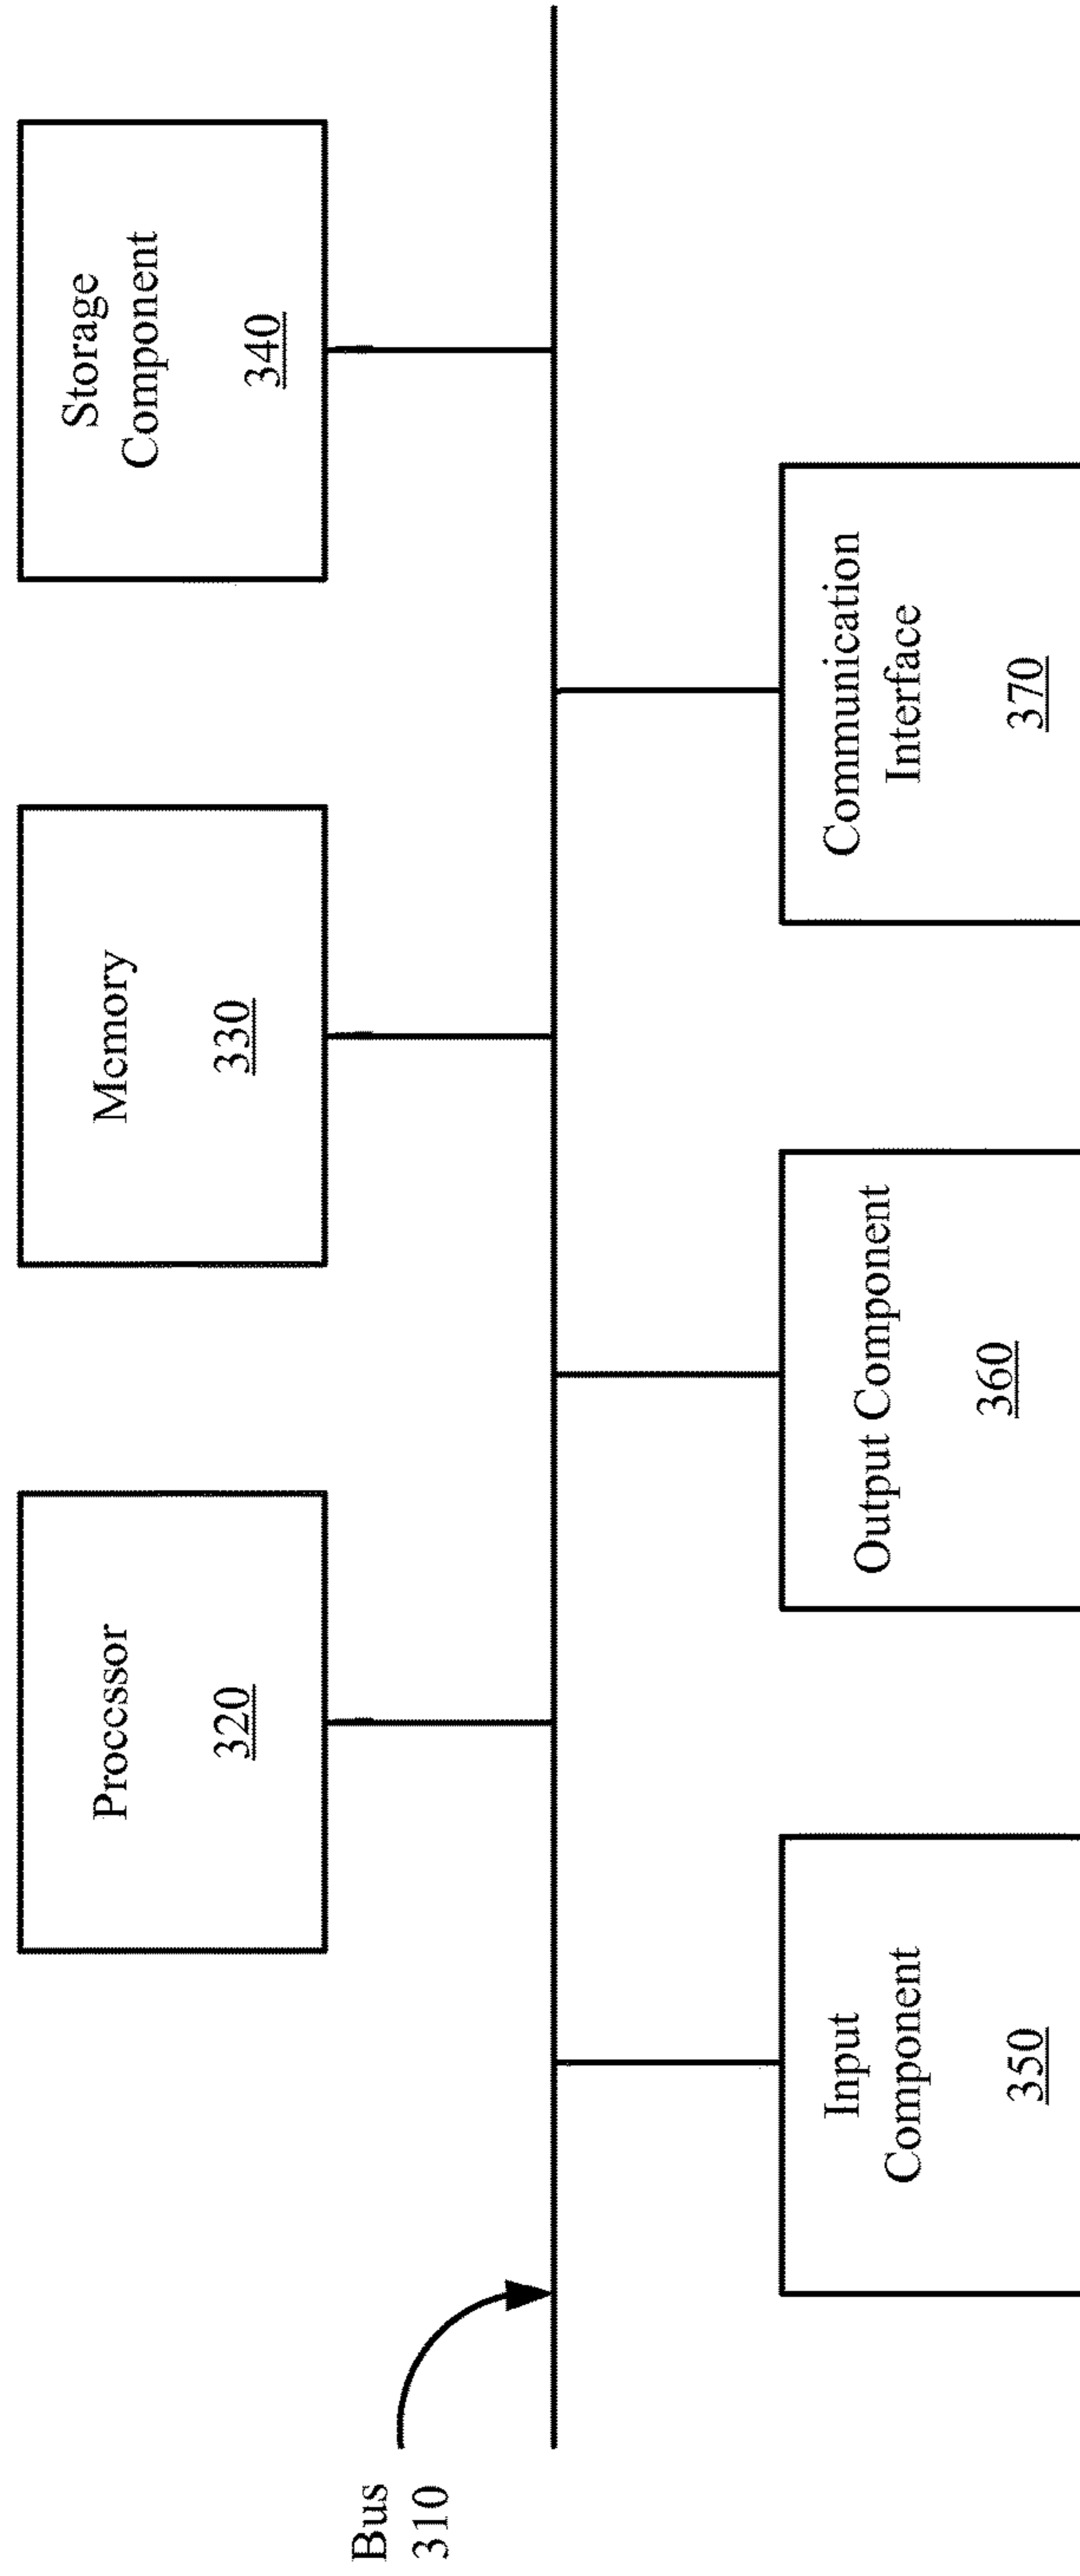 Processor
320
Memory
330
Storage
Component
340
Bus
310
Input
Component
350
Output Component
360
Communication
Interface
370